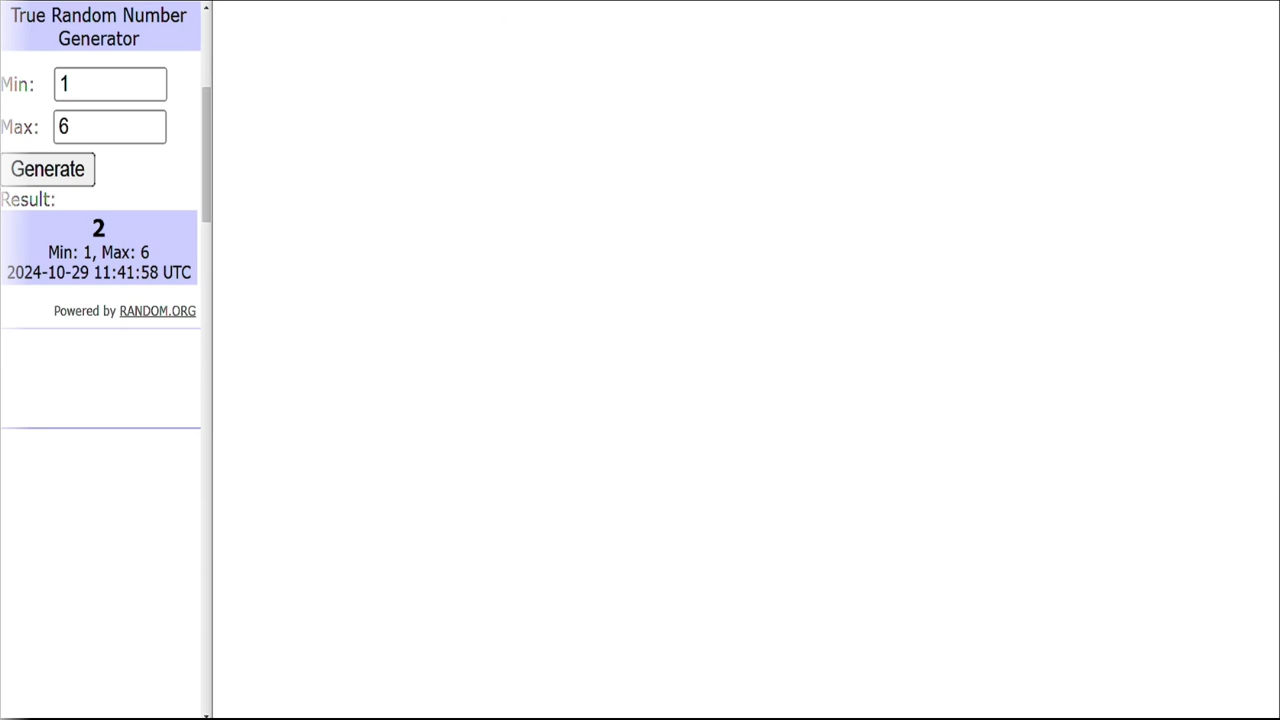 True Random Number
Generator
Min: 1
Max: 6
Generate
Result:
2
Min: 1, Max: 6
2024-10-29 11:41:58 UTC
Powered by RANDOM.ORG